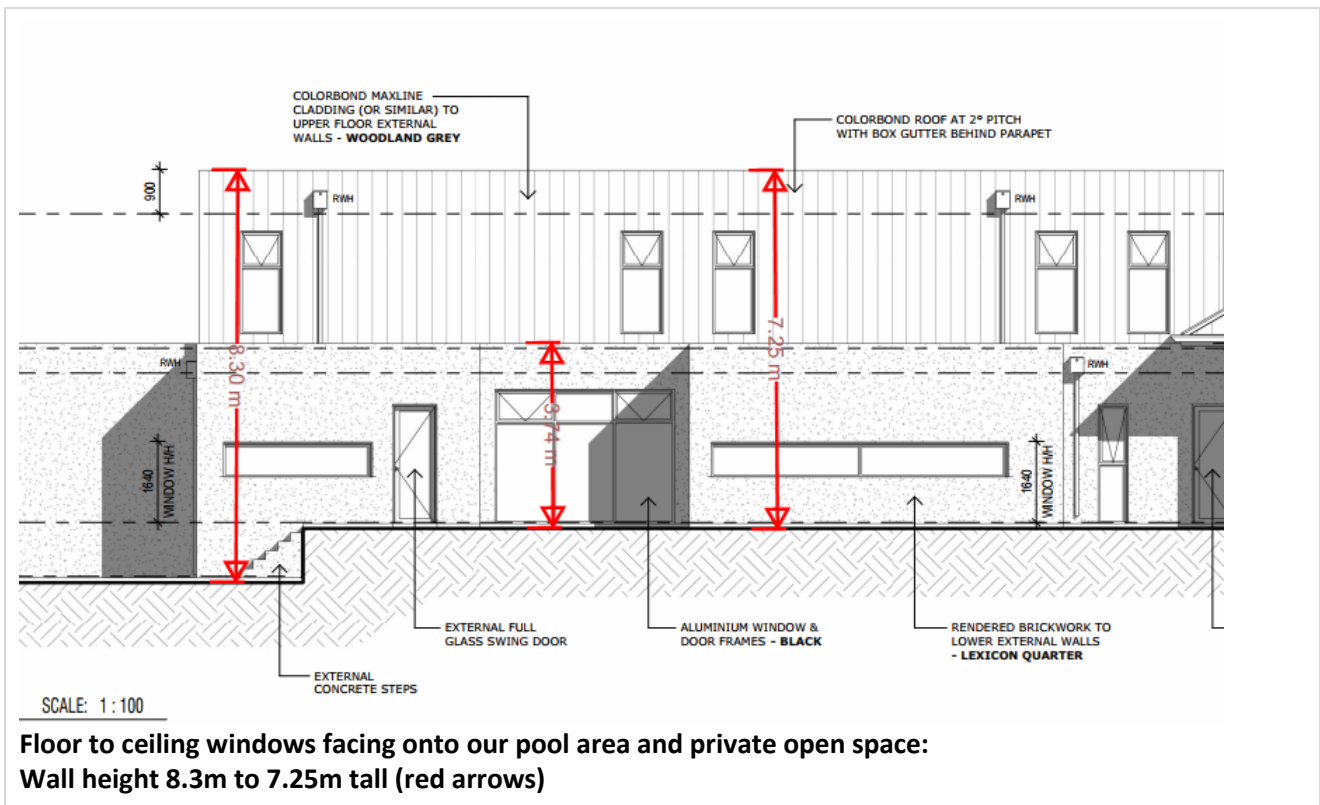 COLORBOND MAXLINE
CLADDING (OR SIMILAR) TO
UPPER FLOOR EXTERNAL
WALLS - WOODLAND GREY
COLORBOND ROOF AT 2° PITCH
WITH BOX GUTTER BEHIND PARAPET
900
RWH
RWH
8.30 m
7.25 m
3.74 m
RWH
RWH
1640
WINDOW H/H
1640
WINDOW H/H
EXTERNAL FULL
GLASS SWING DOOR
ALUMINIUM WINDOW &
DOOR FRAMES - BLACK
RENDERED BRICKWORK TO
LOWER EXTERNAL WALLS
- LEXICON QUARTER
EXTERNAL
CONCRETE STEPS
SCALE: 1 : 100
Floor to ceiling windows facing onto our pool area and private open space:
Wall height 8.3m to 7.25m tall (red arrows)